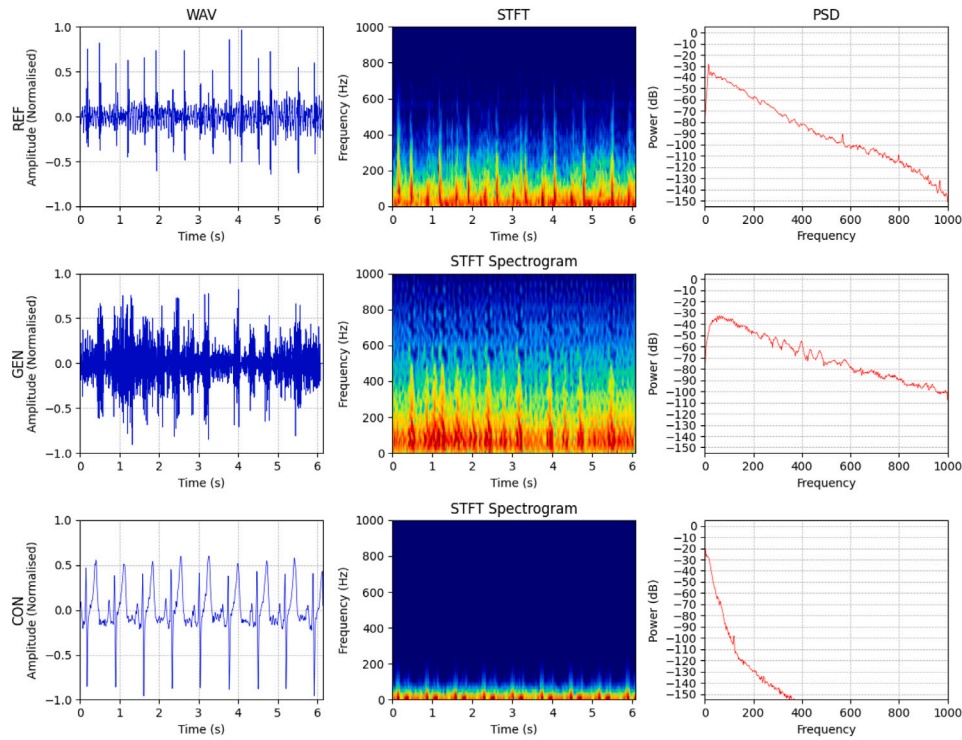 WAV
STFT
PSD
REF
Amplitude (Normalised)
1.0
0.5
0.0
−0.5
−1.0
0 1 2 3 4 5 6
Time (s)
Frequency (Hz)
1000
800
600
400
200
0
0 1 2 3 4 5 6
Time (s)
Power (dB)
0
−10
−20
−30
−40
−50
−60
−70
−80
−90
−100
−110
−120
−130
−140
−150
0 200 400 600 800 1000
Frequency
STFT Spectrogram
GEN
Amplitude (Normalised)
1.0
0.5
0.0
−0.5
−1.0
0 1 2 3 4 5 6
Time (s)
Frequency (Hz)
1000
800
600
400
200
0
0 1 2 3 4 5 6
Time (s)
Power (dB)
0
−10
−20
−30
−40
−50
−60
−70
−80
−90
−100
−110
−120
−130
−140
−150
0 200 400 600 800 1000
Frequency
STFT Spectrogram
CON
Amplitude (Normalised)
1.0
0.5
0.0
−0.5
−1.0
0 1 2 3 4 5 6
Time (s)
Frequency (Hz)
1000
800
600
400
200
0
0 1 2 3 4 5 6
Time (s)
Power (dB)
0
−10
−20
−30
−40
−50
−60
−70
−80
−90
−100
−110
−120
−130
−140
−150
0 200 400 600 800 1000
Frequency